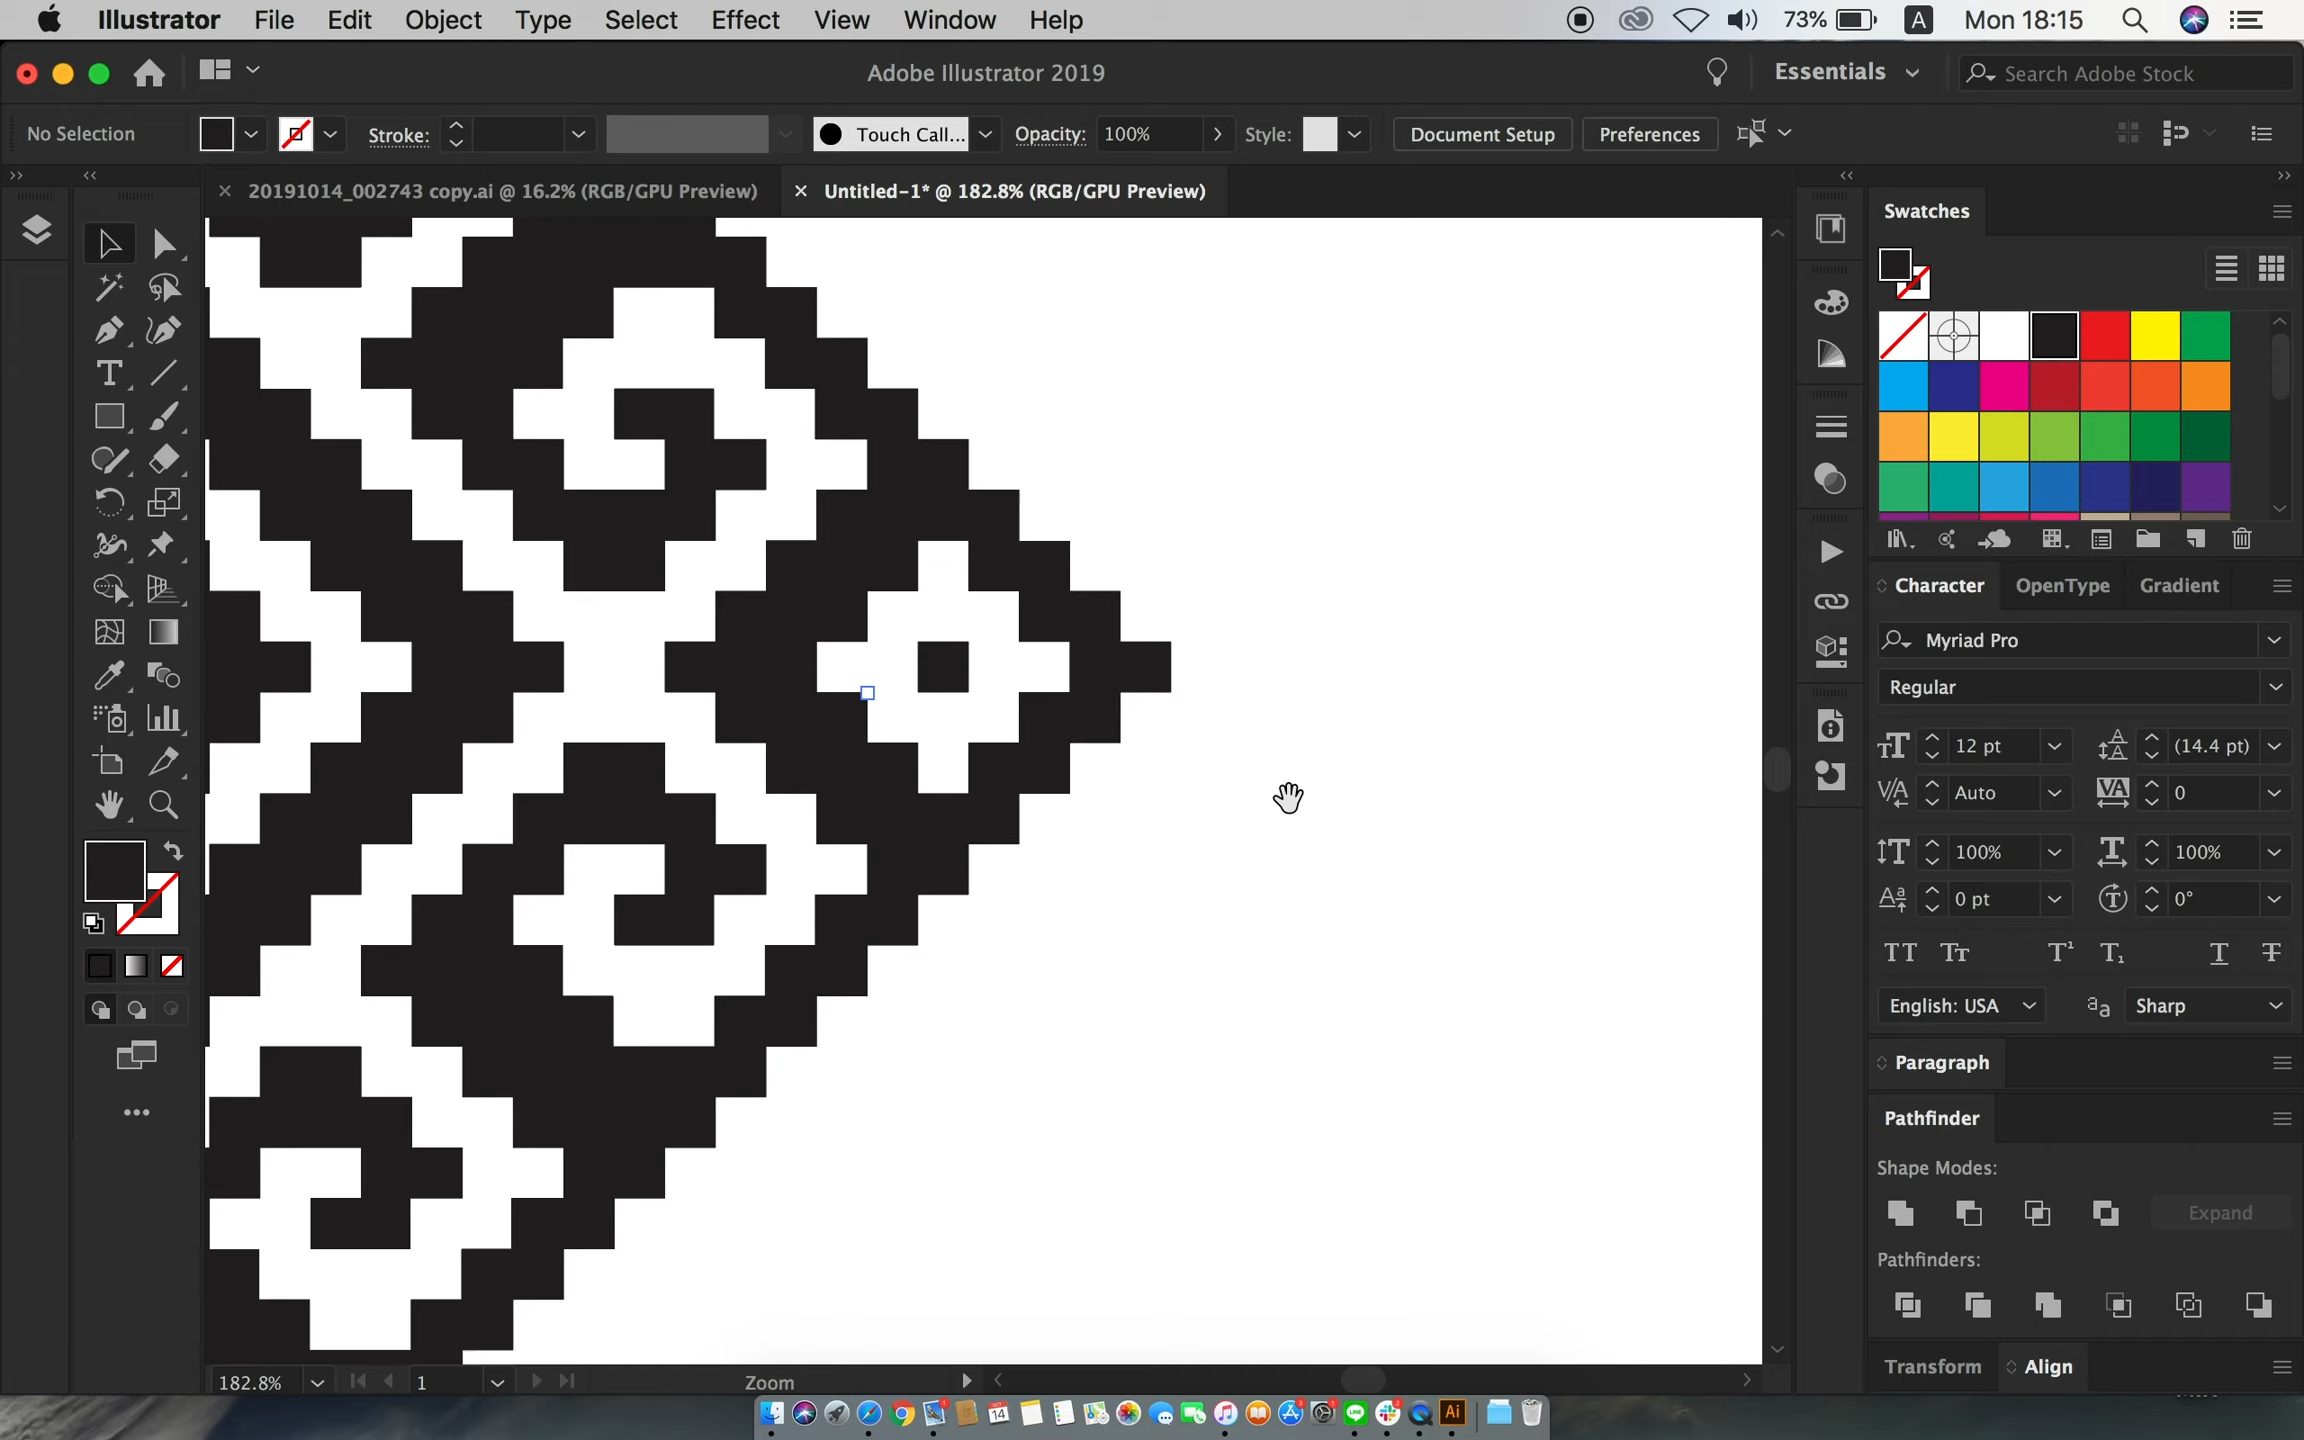 Illustrator File Edit Object Type Select Effect View Window Help 73% A Mon 18:15
Adobe Illustrator 2019 Essentials Search Adobe Stock
No Selection Stroke: Touch Call... Opacity: 100% Style: Document Setup Preferences
20191014_002743 copy.ai @ 16.2% (RGB/GPU Preview) Untitled-1* @ 182.8% (RGB/GPU Preview)
Swatches
Character OpenType Gradient
Myriad Pro
Regular
12 pt (14.4 pt)
Auto 0
100% 100%
0 pt 0°
English: USA Sharp
Paragraph
Pathfinder
Shape Modes:
Expand
Pathfinders:
Transform Align
182.8% 1 Zoom
OCT
14
Ai